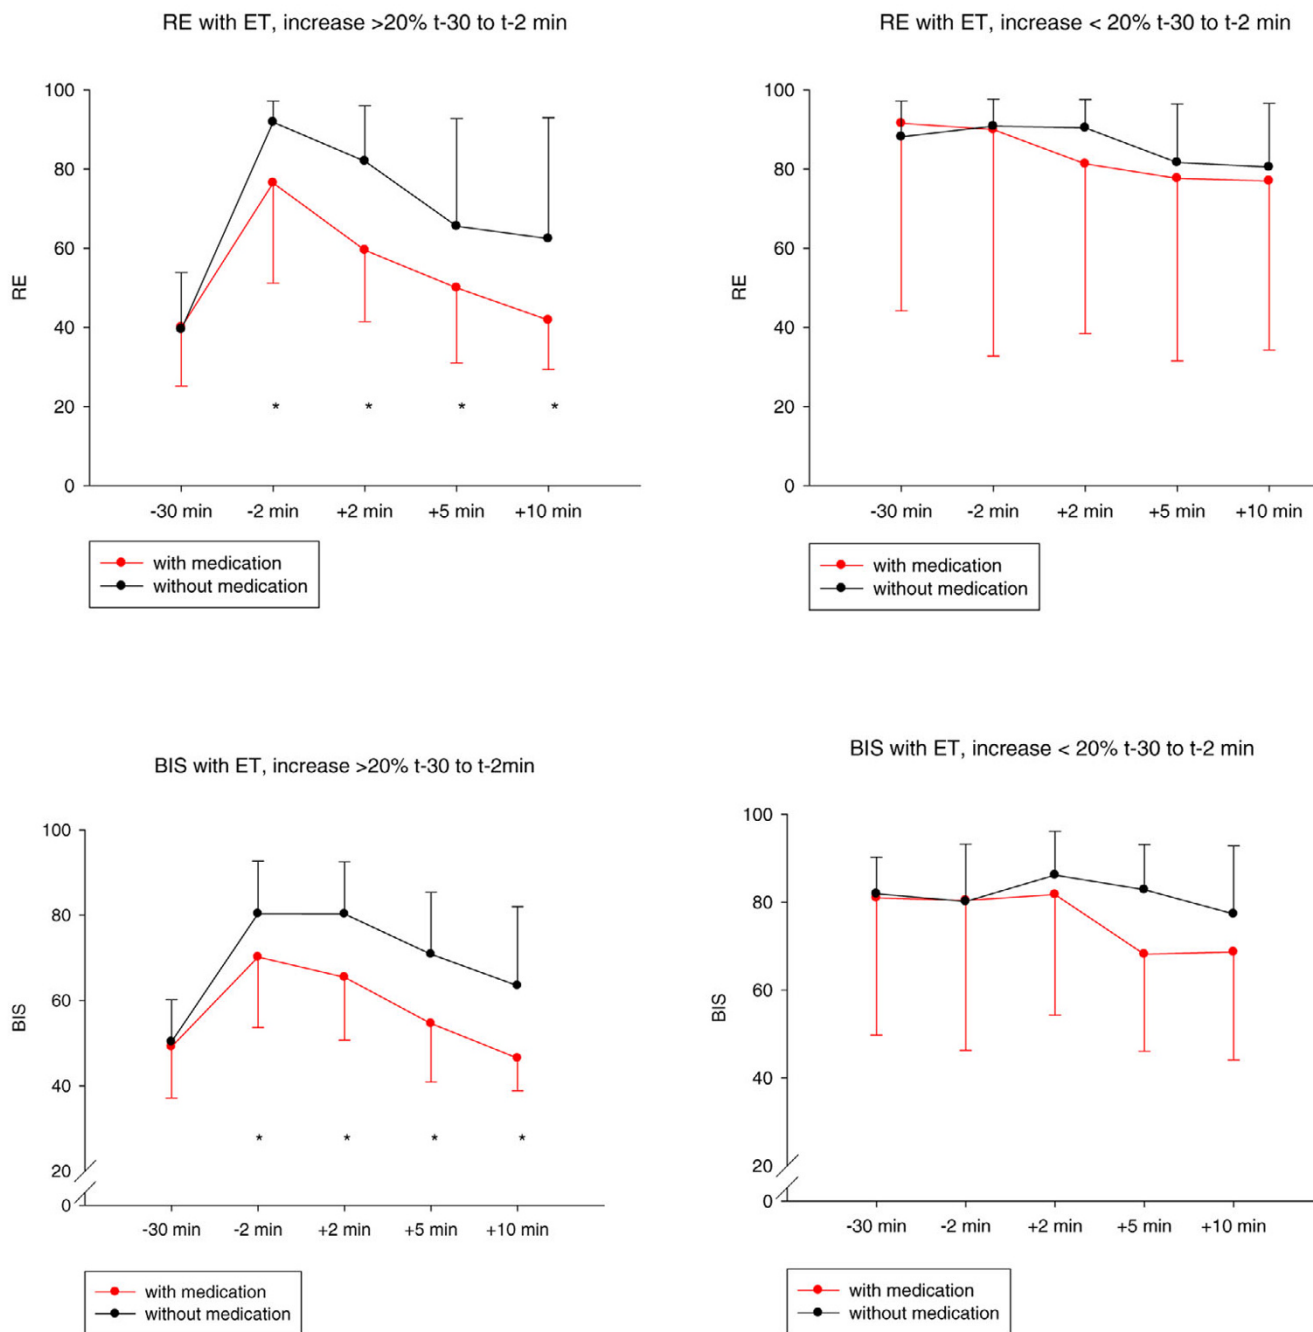 RE with ET, increase >20% t-30 to t-2 min
100
80
60
40
20
0
RE
* * * *
-30 min -2 min +2 min +5 min +10 min
with medication
without medication
RE with ET, increase < 20% t-30 to t-2 min
100
80
60
40
20
0
RE
-30 min -2 min +2 min +5 min +10 min
with medication
without medication
BIS with ET, increase >20% t-30 to t-2min
100
80
60
40
20
0
BIS
* * * *
-30 min -2 min +2 min +5 min +10 min
with medication
without medication
BIS with ET, increase < 20% t-30 to t-2 min
100
80
60
40
20
0
BIS
-30 min -2 min +2 min +5 min +10 min
with medication
without medication